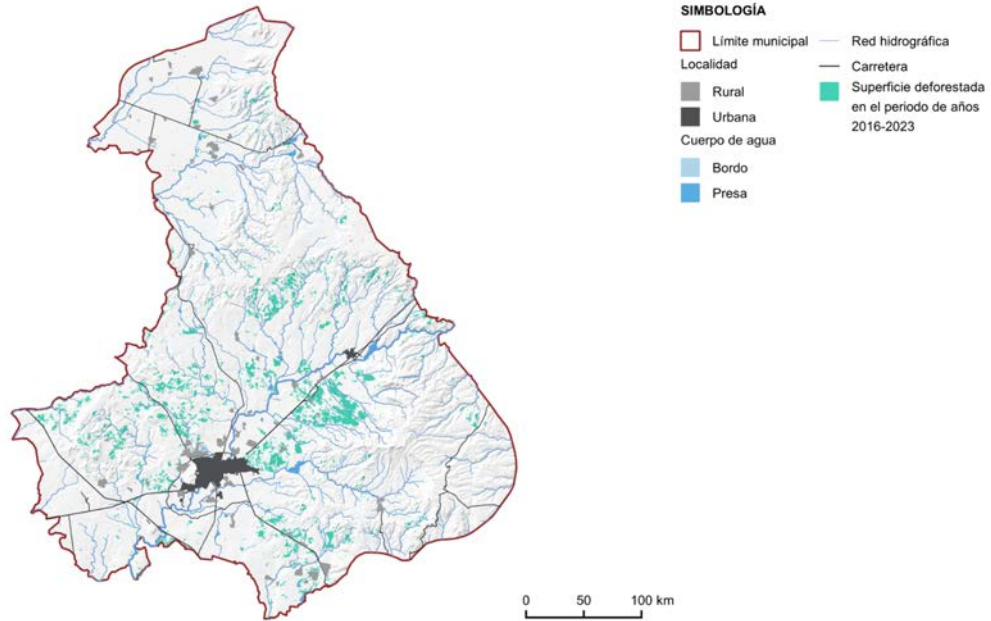 SIMBOLOGÍA
Límite municipal
Localidad
Rural
Urbana
Cuerpo de agua
Bordo
Presa
Red hidrográfica
Carretera
Superficie deforestada
en el periodo de años
2016-2023
0 50 100 km